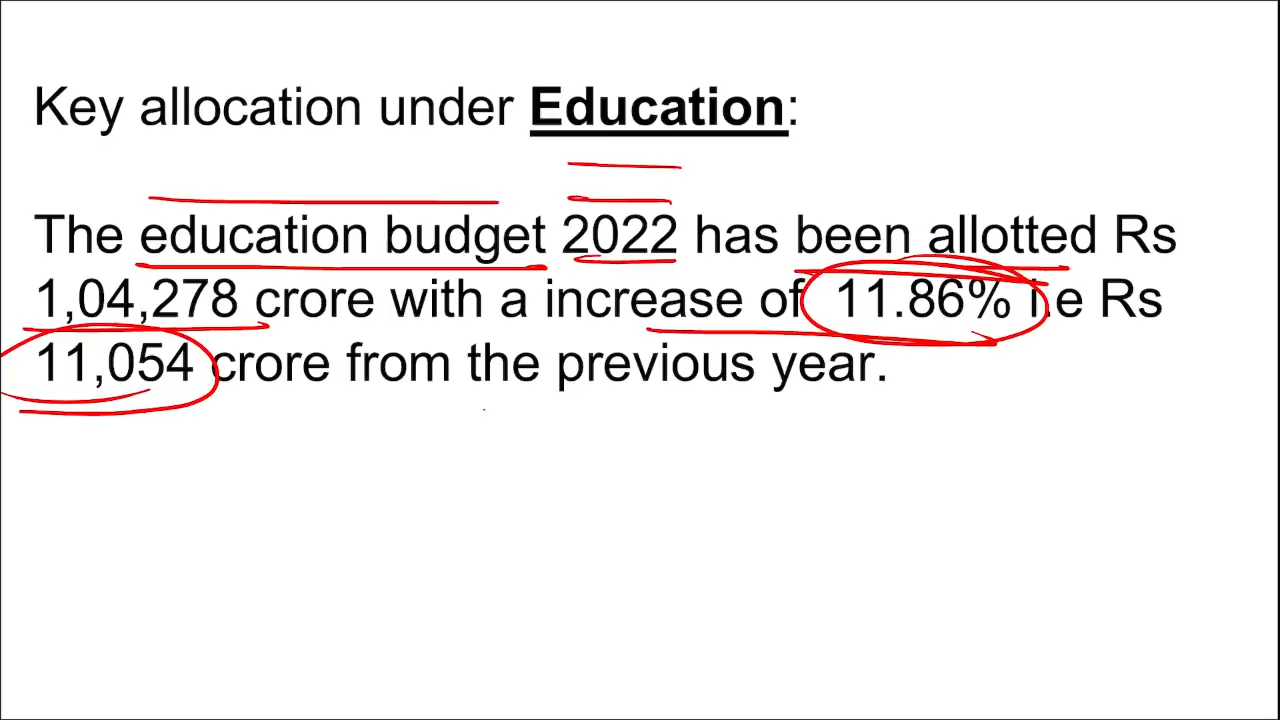 Key allocation under Education:
The education budget 2022 has been allotted Rs
1,04,278 crore with a increase of 11.86% i.e Rs
11,054 crore from the previous year.